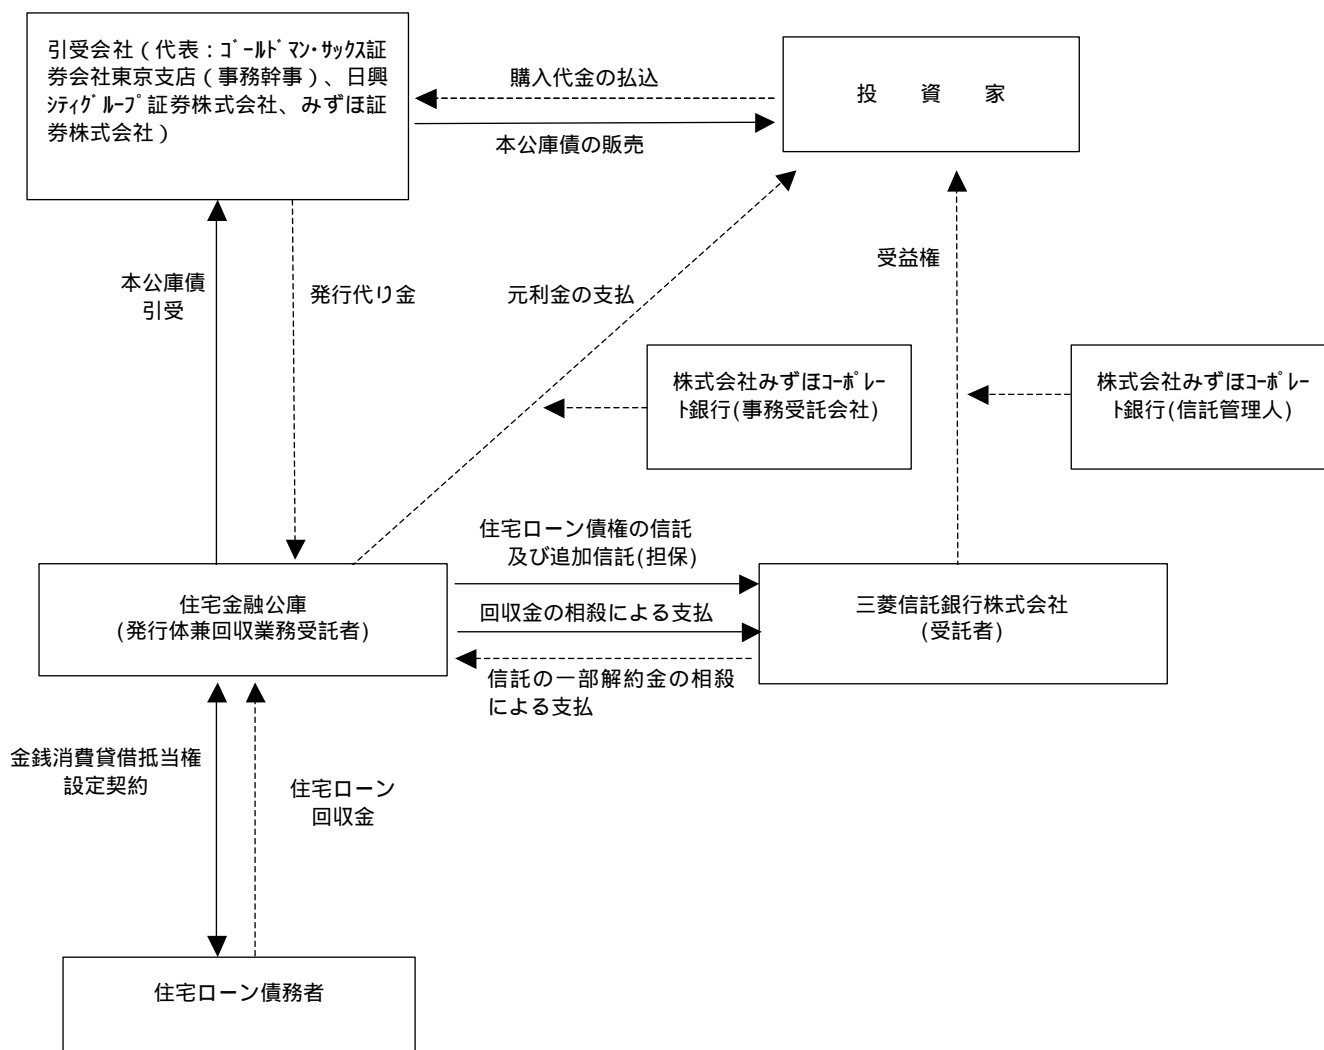 引受会社(代表:ｺﾞｰﾙﾄﾞﾏﾝ･ｻｯｸｽ証
券会社東京支店(事務幹事)、日興
ｼﾃｨｸﾞﾙｰﾌﾟ証券株式会社、みずほ証
券株式会社)
購入代金の払込
本公庫債の販売
投 資 家
本公庫債
引受
発行代り金
元利金の支払
受益権
株式会社みずほｺｰﾎﾟﾚｰ
ﾄ銀行(事務受託会社)
株式会社みずほｺｰﾎﾟﾚｰ
ﾄ銀行(信託管理人)
住宅ローン債権の信託
及び追加信託(担保)
住宅金融公庫
(発行体兼回収業務受託者)
回収金の相殺による支払
三菱信託銀行株式会社
(受託者)
信託の一部解約金の相殺
による支払
金銭消費貸借抵当権
設定契約
住宅ローン
回収金
住宅ローン債務者